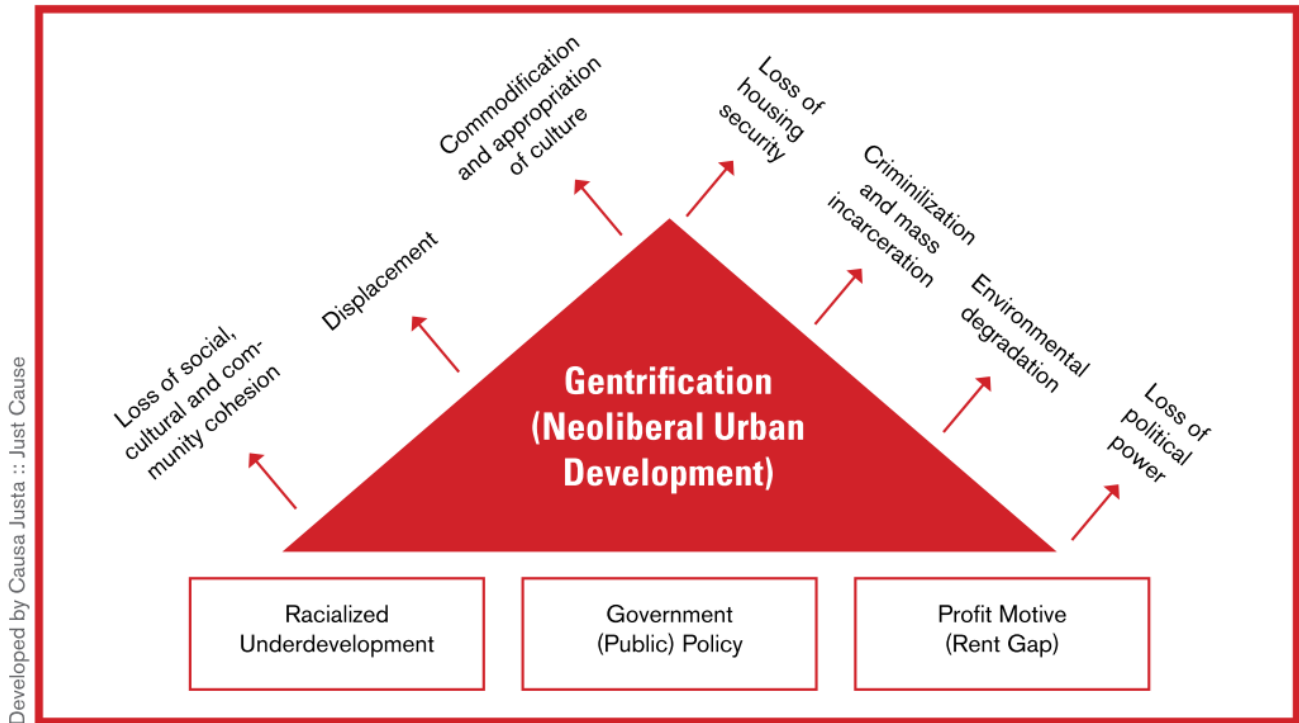 Commodification
and appropriation
of culture
Loss of
housing
security
Criminilization
and mass
incarceration
Displacement
Environmental
degradation
Loss of social,
cultural and com-
munity cohesion
Loss of
political
power
Gentrification
(Neoliberal Urban
Development)
Racialized
Underdevelopment
Government
(Public) Policy
Profit Motive
(Rent Gap)
Developed by Causa Justa :: Just Cause